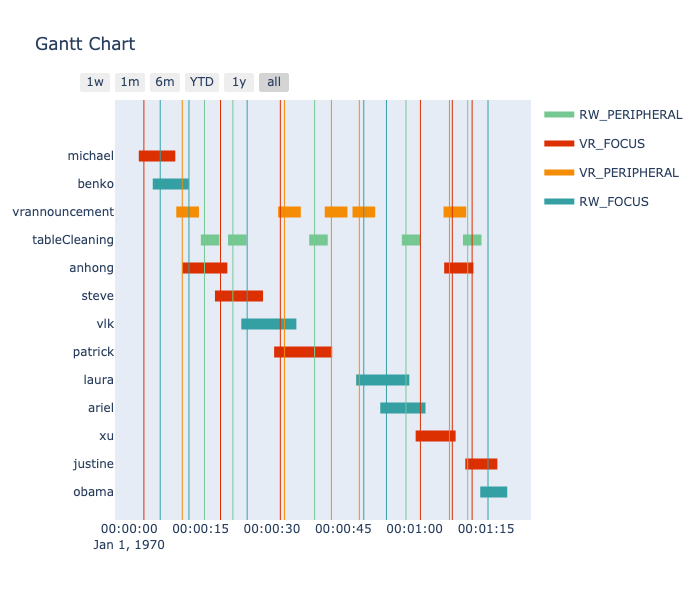 Gantt Chart
1w 1m 6m YTD 1y all
RW_PERIPHERAL
VR_FOCUS
VR_PERIPHERAL
RW_FOCUS
michael
benko
vrannouncement
tableCleaning
anhong
steve
vlk
patrick
laura
ariel
xu
justine
obama
00:00:00 00:00:15 00:00:30 00:00:45 00:01:00 00:01:15
Jan 1, 1970